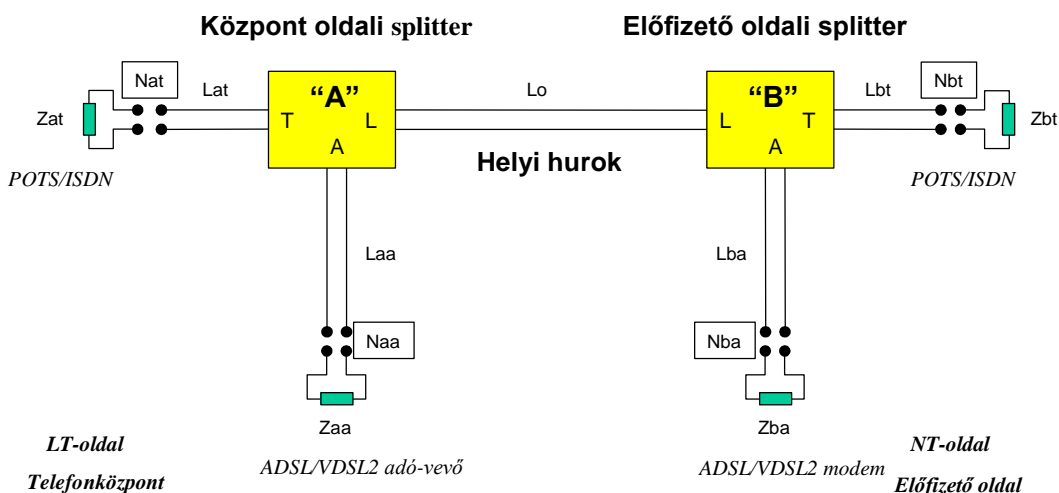 Központ oldali splitter
Előfizető oldali splitter
Nat
Lat
“A”
T
L
A
Lo
“B”
L
T
A
Lbt
Nbt
Zat
Zbt
POTS/ISDN
Helyi hurok
POTS/ISDN
Laa
Lba
Naa
Nba
Zaa
Zba
LT-oldal
Telefonközpont
ADSL/VDSL2 adó-vevő
ADSL/VDSL2 modem
NT-oldal
Előfizető oldal